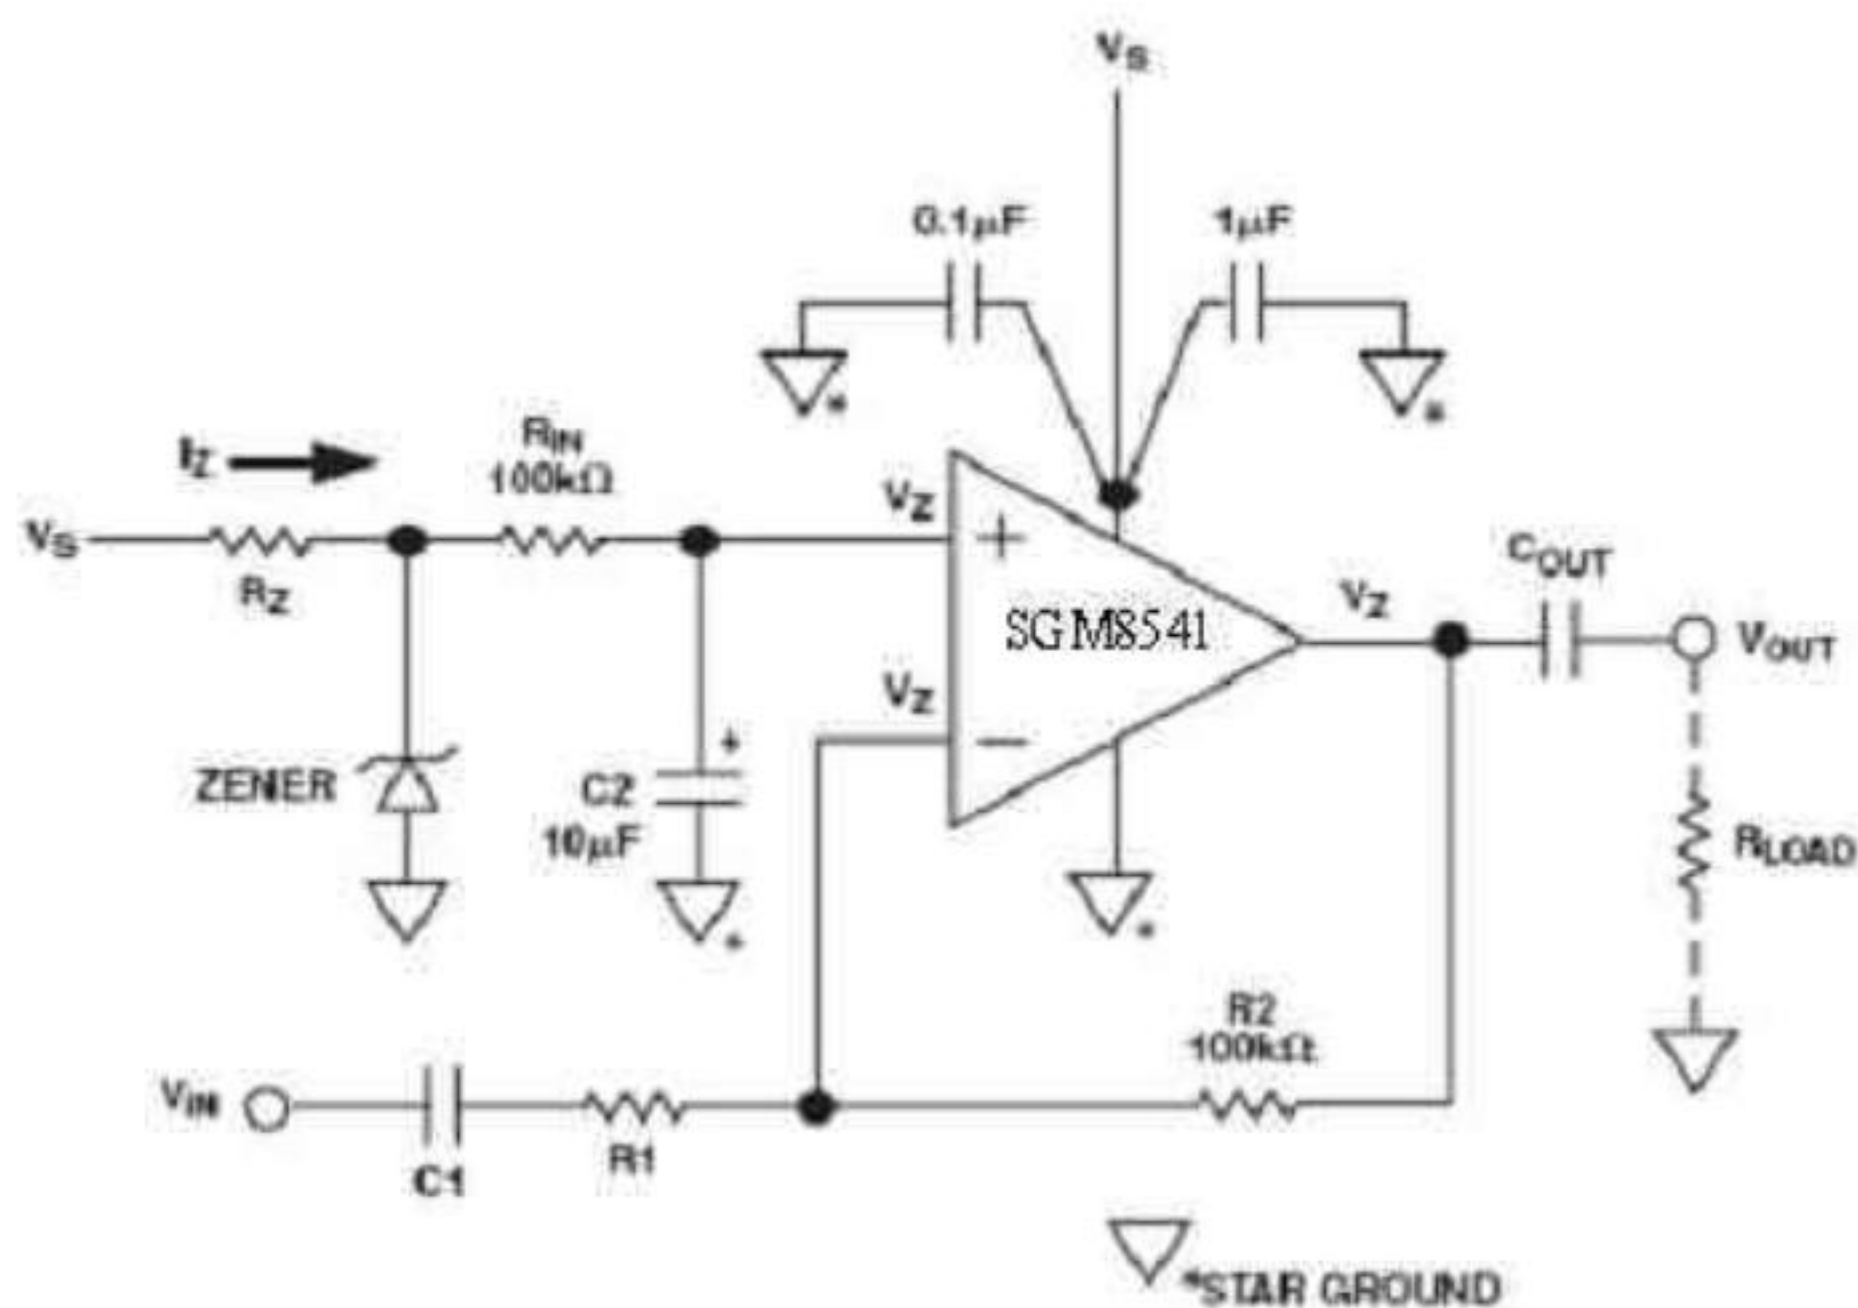 VS
0.1µF
1µF
*
*
IZ
RIN
100kΩ
VS
RZ
VZ
+
SGM8541
VZ
−
VZ
COUT
VOUT
ZENER
+
C2
10µF
*
*
RLOAD
R2
100kΩ
VIN
C1
R1
*STAR GROUND